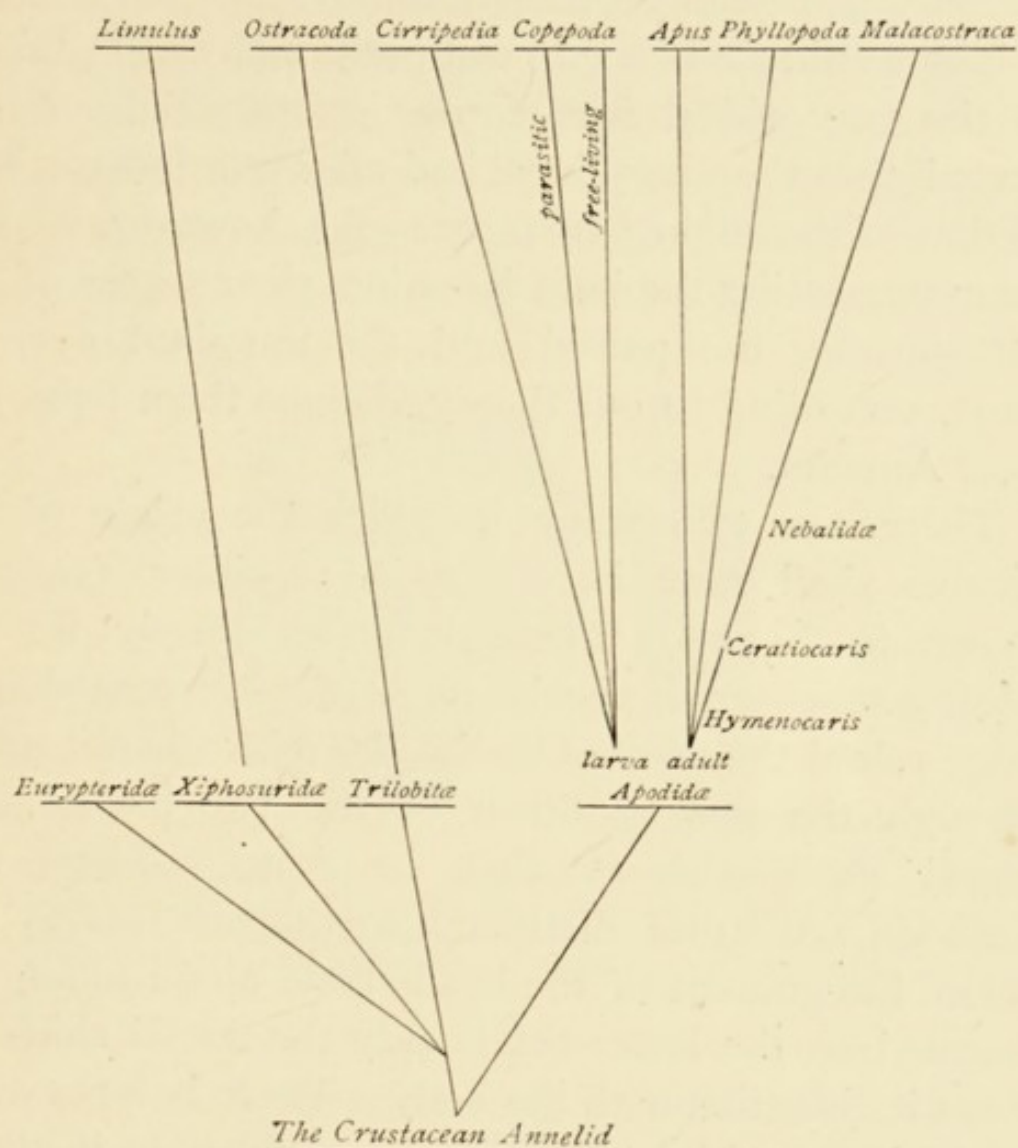 Limulus Ostracoda Cirripedia Copepoda Apus Phyllopoda Malacostraca
parasitic
free-living
Nebalidæ
Ceratiocaris
Hymenocaris
larva adult
Eurypteridæ Xiphosuridæ Trilobitæ Apodidæ
The Crustacean Annelid